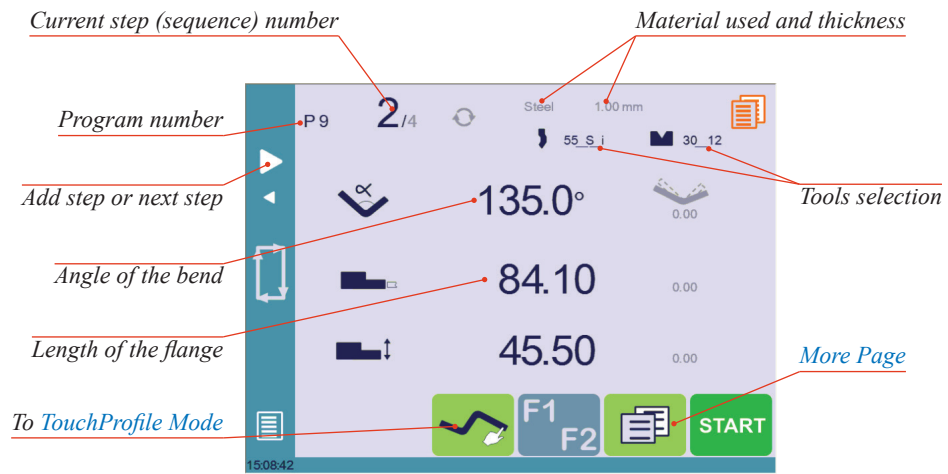 Current step (sequence) number
Material used and thickness
Program number
P 9
2/4
Steel
1.00 mm
55_S_i
30__12
Add step or next step
Tools selection
α
135.0°
0.00
Angle of the bend
84.10
0.00
Length of the flange
45.50
0.00
More Page
To TouchProfile Mode
F1
F2
START
15:08:42